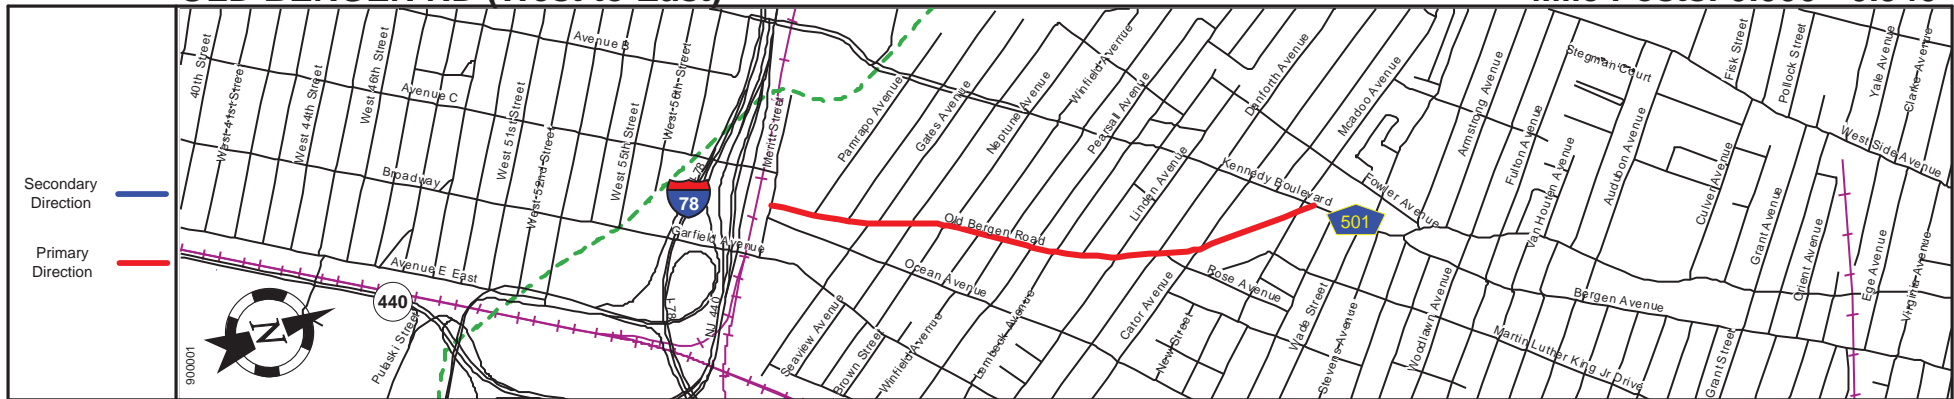 Secondary
Direction
Primary
Direction
40th Street
West 41st Street
West 44th Street
West 46th Street
Avenue C
Broadway
West 51st Street
West 52nd Street
Avenue B
West 55th Street
West 56th Street
I-78
78
Merritt Street
Garfield Avenue
Avenue E East
440
Pulaski Street
I-78
NJ 440
N
9000001
Pamrapo Avenue
Gates Avenue
Neptune Avenue
Winfield Avenue
Pearsall Avenue
Linden Avenue
Danforth Avenue
Mcadoo Avenue
Kennedy Boulevard
Fowler Avenue
501
Old Bergen Road
Ocean Avenue
Seaview Avenue
Brown Street
Winfield Avenue
Lembeck Avenue
Cator Avenue
New Street
Rose Avenue
Wade Street
Stevens Avenue
Woodlawn Avenue
Martin Luther King Jr Drive
Bergen Avenue
Grant Street
Armstrong Avenue
Fulton Avenue
Van Houten Avenue
Stegman Court
Audubon Avenue
Culver Avenue
Fisk Street
Pollock Street
Grant Avenue
Orient Avenue
West Side Avenue
Yale Avenue
Clarke Avenue
Ege Avenue
Virginia Avenue